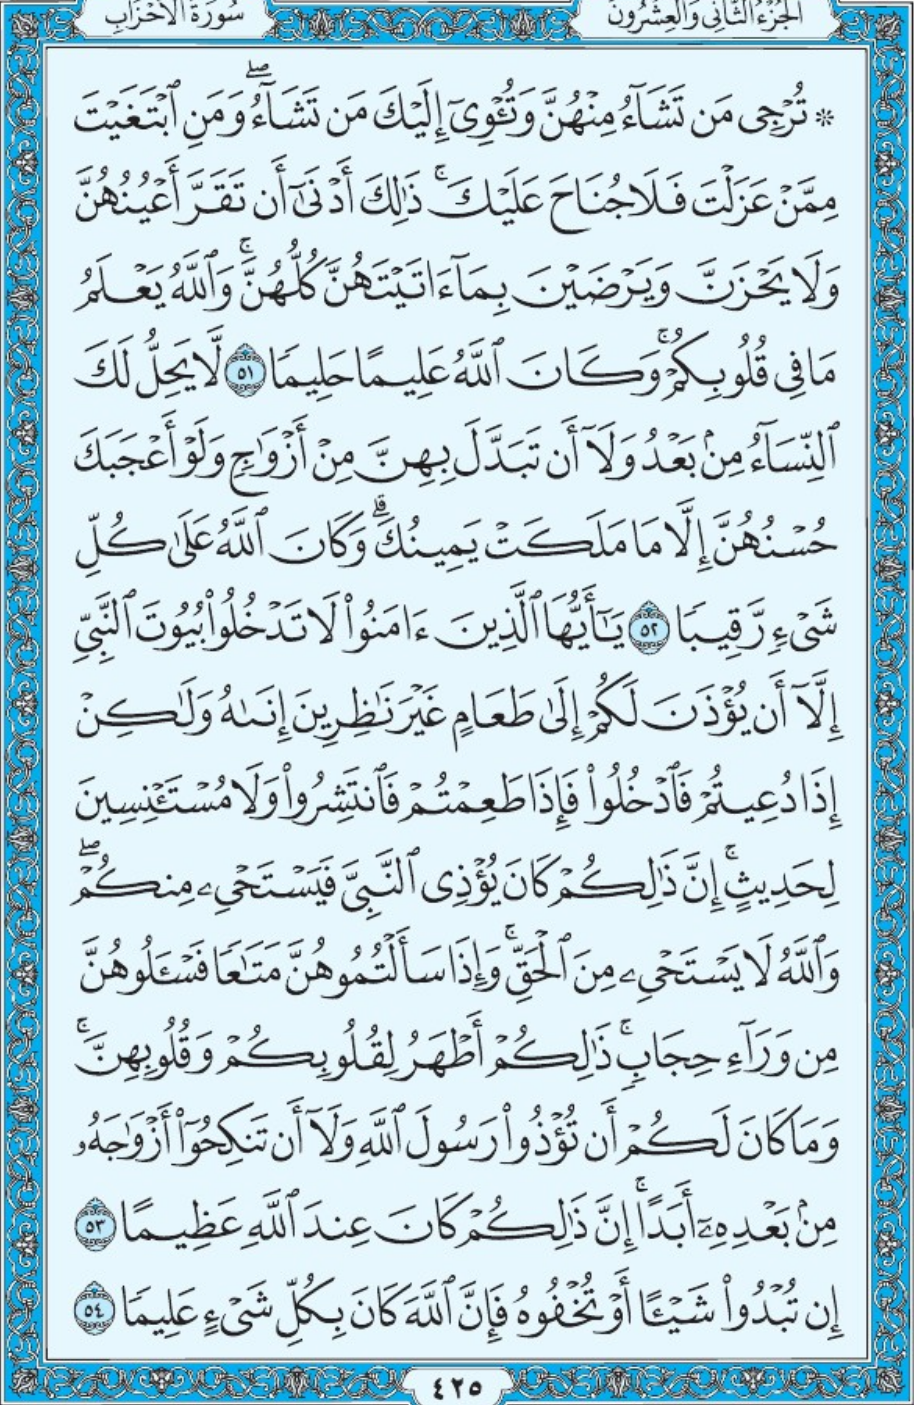 الجُزْءُ الثَّانِي وَالعِشْرُونَ
سُورَةُ الأَحْزَابِ
۞ تُرْجِى مَن تَشَآءُ مِنْهُنَّ وَتُـْٔوِىٓ إِلَيْكَ مَن تَشَآءُۖ وَمَنِ ٱبْتَغَيْتَ
مِمَّنْ عَزَلْتَ فَلَا جُنَاحَ عَلَيْكَۚ ذَٰلِكَ أَدْنَىٰٓ أَن تَقَرَّ أَعْيُنُهُنَّ
وَلَا يَحْزَنَّ وَيَرْضَيْنَ بِمَآ ءَاتَيْتَهُنَّ كُلُّهُنَّۚ وَٱللَّهُ يَعْلَمُ
مَا فِى قُلُوبِكُمْۚ وَكَانَ ٱللَّهُ عَلِيمًا حَلِيمًا ٥١ لَّا يَحِلُّ لَكَ
ٱلنِّسَآءُ مِنۢ بَعْدُ وَلَآ أَن تَبَدَّلَ بِهِنَّ مِنْ أَزْوَٰجٍ وَلَوْ أَعْجَبَكَ
حُسْنُهُنَّ إِلَّا مَا مَلَكَتْ يَمِينُكَۗ وَكَانَ ٱللَّهُ عَلَىٰ كُلِّ
شَىْءٍ رَّقِيبًا ٥٢ يَـٰٓأَيُّهَا ٱلَّذِينَ ءَامَنُوا۟ لَا تَدْخُلُوا۟ بُيُوتَ ٱلنَّبِىِّ
إِلَّآ أَن يُؤْذَنَ لَكُمْ إِلَىٰ طَعَامٍ غَيْرَ نَـٰظِرِينَ إِنَىٰهُ وَلَـٰكِنْ
إِذَا دُعِيتُمْ فَٱدْخُلُوا۟ فَإِذَا طَعِمْتُمْ فَٱنتَشِرُوا۟ وَلَا مُسْتَـْٔنِسِينَ
لِحَدِيثٍۚ إِنَّ ذَٰلِكُمْ كَانَ يُؤْذِى ٱلنَّبِىَّ فَيَسْتَحْىِۦ مِنكُمْۖ
وَٱللَّهُ لَا يَسْتَحْىِۦ مِنَ ٱلْحَقِّۚ وَإِذَا سَأَلْتُمُوهُنَّ مَتَـٰعًا فَسْـَٔلُوهُنَّ
مِن وَرَآءِ حِجَابٍۚ ذَٰلِكُمْ أَطْهَرُ لِقُلُوبِكُمْ وَقُلُوبِهِنَّۚ
وَمَا كَانَ لَكُمْ أَن تُؤْذُوا۟ رَسُولَ ٱللَّهِ وَلَآ أَن تَنكِحُوٓا۟ أَزْوَٰجَهُۥ
مِنۢ بَعْدِهِۦٓ أَبَدًاۚ إِنَّ ذَٰلِكُمْ كَانَ عِندَ ٱللَّهِ عَظِيمًا ٥٣
إِن تُبْدُوا۟ شَيْـًٔا أَوْ تُخْفُوهُ فَإِنَّ ٱللَّهَ كَانَ بِكُلِّ شَىْءٍ عَلِيمًا ٥٤
٤٢٥